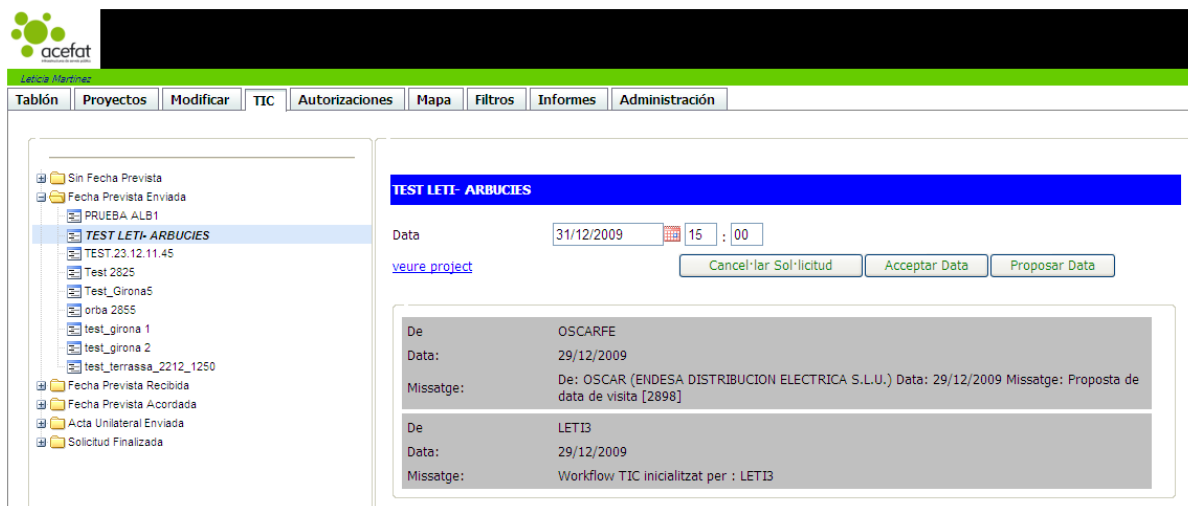 acefat
Leticia Martinez
Tablón Proyectos Modificar TIC Autorizaciones Mapa Filtros Informes Administración
Sin Fecha Prevista
Fecha Prevista Enviada
PRUEBA ALB1
TEST LETI- ARBUCIES
TEST.23.12.11.45
Test 2825
Test_Girona5
orba 2855
test_girona 1
test_girona 2
test_terrassa_2212_1250
Fecha Prevista Recibida
Fecha Prevista Acordada
Acta Unilateral Enviada
Solicitud Finalizada
TEST LETI- ARBUCIES
Data 31/12/2009 15 : 00
veure project Cancel·lar Sol·licitud Acceptar Data Proposar Data
De OSCARFE
Data: 29/12/2009
Missatge: De: OSCAR (ENDESA DISTRIBUCION ELECTRICA S.L.U.) Data: 29/12/2009 Missatge: Proposta de
data de visita [2898]
De LETI3
Data: 29/12/2009
Missatge: Workflow TIC inicialitzat per : LETI3